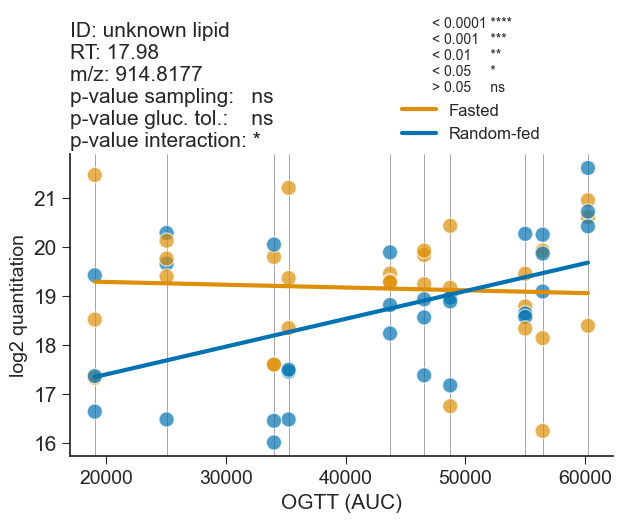 ID: unknown lipid
RT: 17.98
m/z: 914.8177
p-value sampling: ns
p-value gluc. tol.: ns
p-value interaction: *
< 0.0001 ****
< 0.001 ***
< 0.01 **
< 0.05 *
> 0.05 ns
Fasted
Random-fed
log2 quantitation
21
20
19
18
17
16
20000 30000 40000 50000 60000
OGTT (AUC)